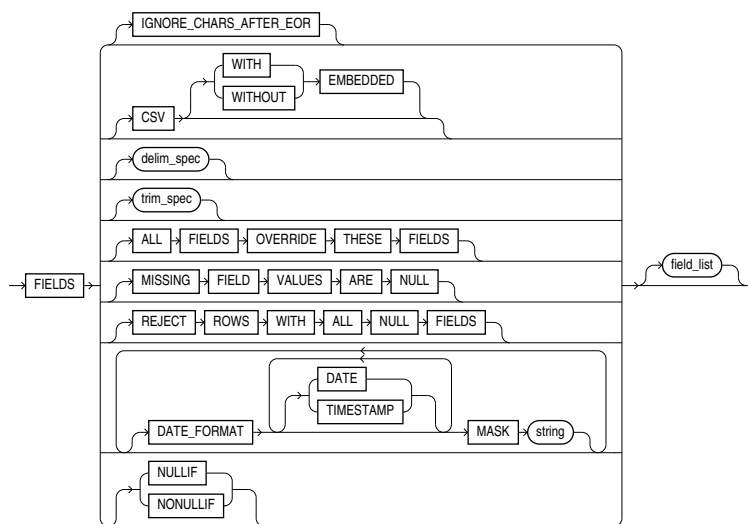 IGNORE_CHARS_AFTER_EOR
WITH
WITHOUT
EMBEDDED
CSV
delim_spec
trim_spec
ALL FIELDS OVERRIDE THESE FIELDS
FIELDS
MISSING FIELD VALUES ARE NULL
field_list
REJECT ROWS WITH ALL NULL FIELDS
DATE
TIMESTAMP
DATE_FORMAT
MASK string
NULLIF
NONULLIF